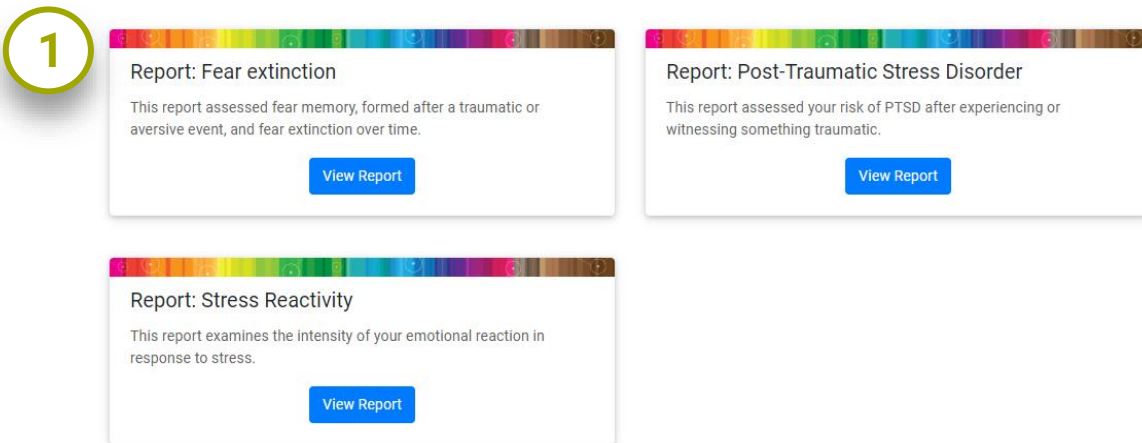 1
Report: Fear extinction
This report assessed fear memory, formed after a traumatic or
aversive event, and fear extinction over time.
View Report
Report: Post-Traumatic Stress Disorder
This report assessed your risk of PTSD after experiencing or
witnessing something traumatic.
View Report
Report: Stress Reactivity
This report examines the intensity of your emotional reaction in
response to stress.
View Report